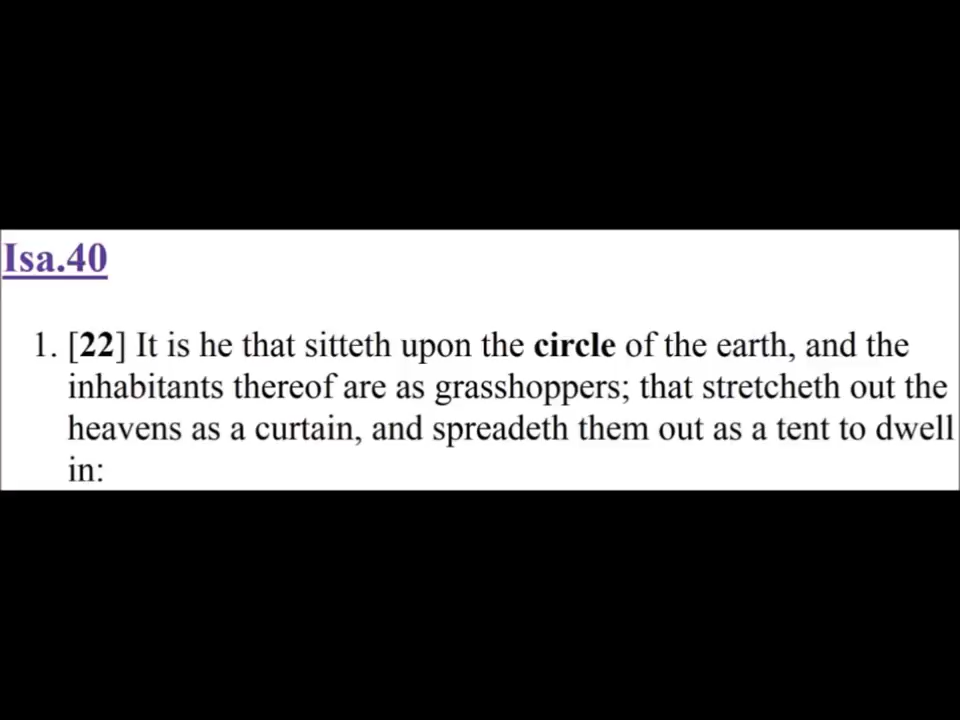 Isa.40
1. [22] It is he that sitteth upon the circle of the earth, and the
inhabitants thereof are as grasshoppers; that stretcheth out the
heavens as a curtain, and spreadeth them out as a tent to dwell
in: